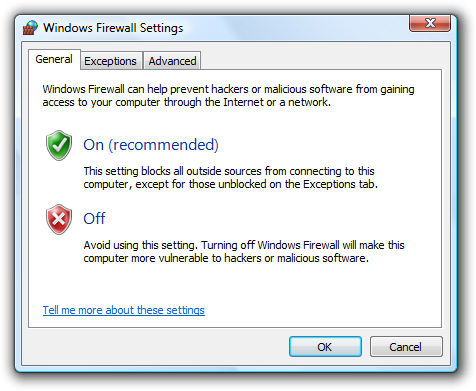 Windows Firewall Settings
General Exceptions Advanced
Windows Firewall can help prevent hackers or malicious software from gaining
access to your computer through the Internet or a network.
On (recommended)
This setting blocks all outside sources from connecting to this
computer, except for those unblocked on the Exceptions tab.
Off
Avoid using this setting. Turning off Windows Firewall will make this
computer more vulnerable to hackers or malicious software.
Tell me more about these settings
OK Cancel